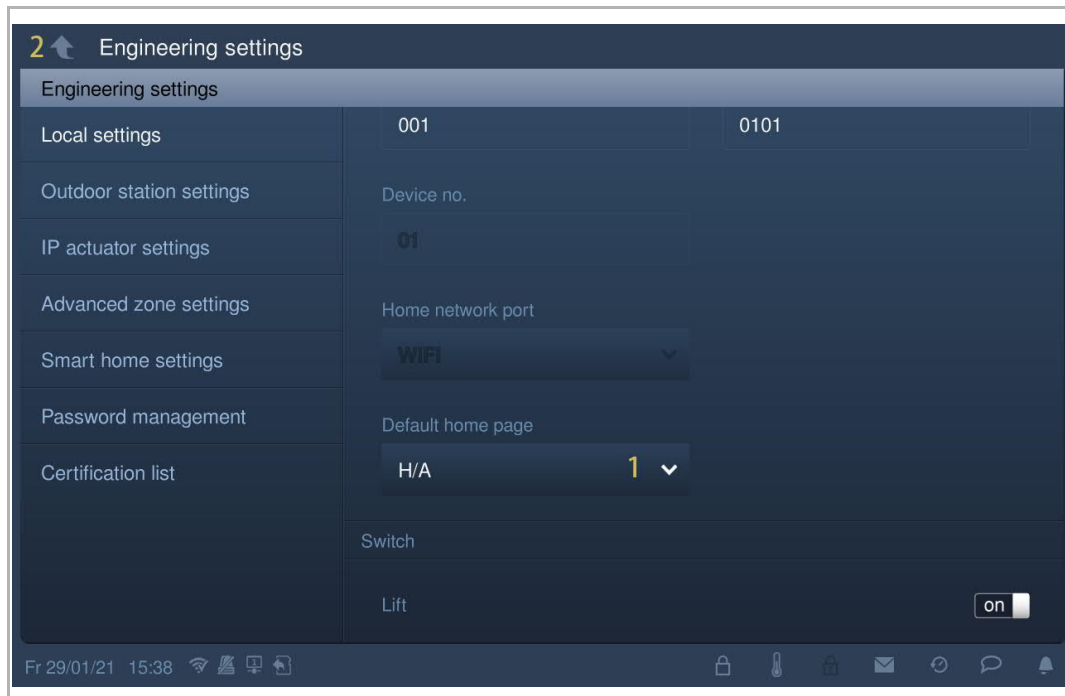 2 Engineering settings
Engineering settings
Local settings
001 0101
Outdoor station settings
Device no.
01
IP actuator settings
Advanced zone settings
Home network port
WIFI
Smart home settings
Password management
Default home page
H/A 1
Certification list
Switch
Lift on
Fr 29/01/21 15:38